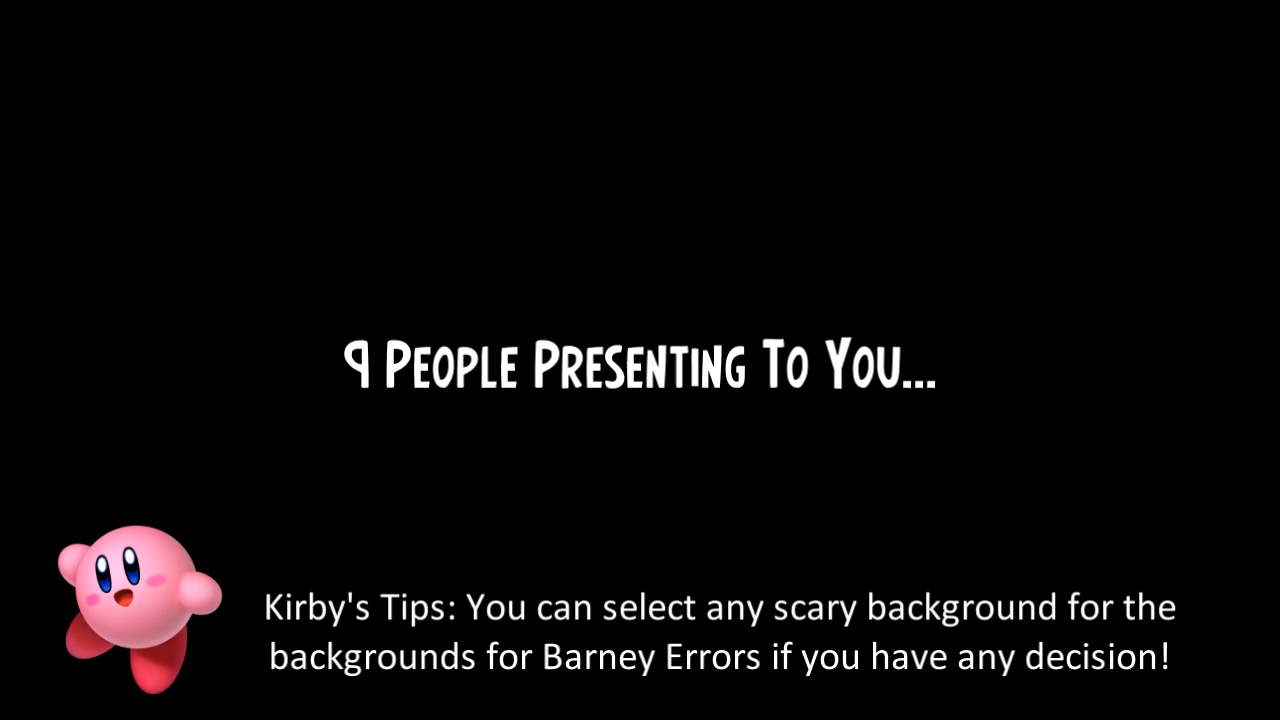 9 People Presenting To You...
Kirby's Tips: You can select any scary background for the
backgrounds for Barney Errors if you have any decision!